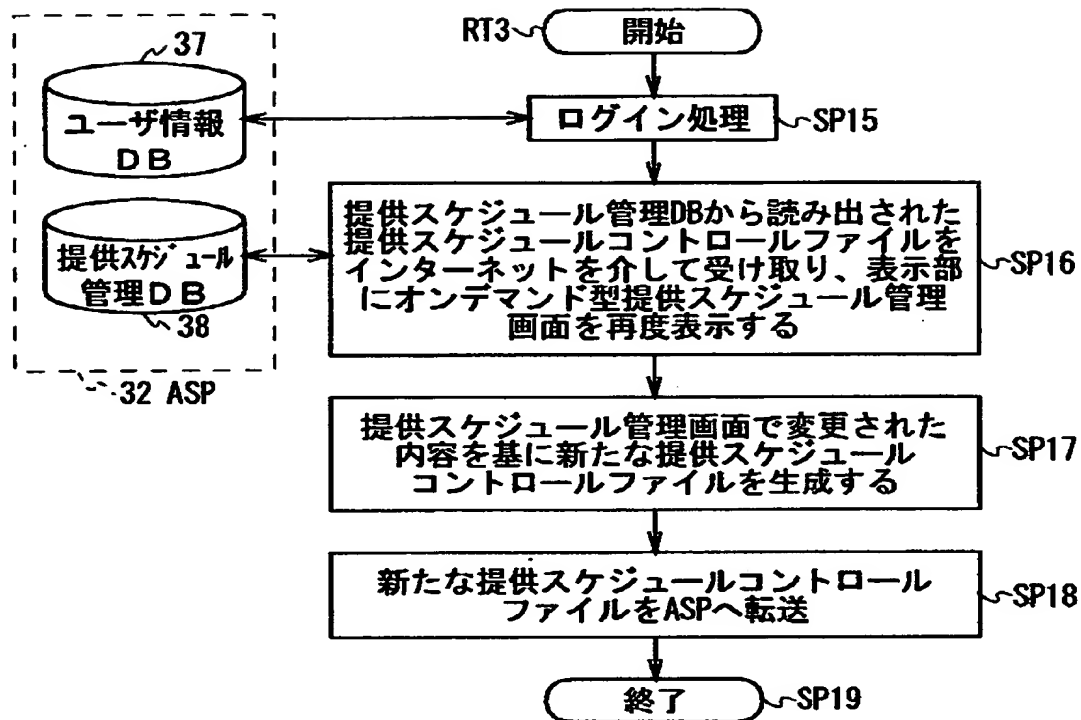 RT3
開始
37
ユーザ情報
DB
ログイン処理
SP15
提供スケジュール
管理DB
38
32 ASP
提供スケジュール管理DBから読み出された
提供スケジュールコントロールファイルを
インターネットを介して受け取り、表示部
にオンデマンド型提供スケジュール管理
画面を再度表示する
SP16
提供スケジュール管理画面で変更された
内容を基に新たな提供スケジュール
コントロールファイルを生成する
SP17
新たな提供スケジュールコントロール
ファイルをASPへ転送
SP18
終了
SP19